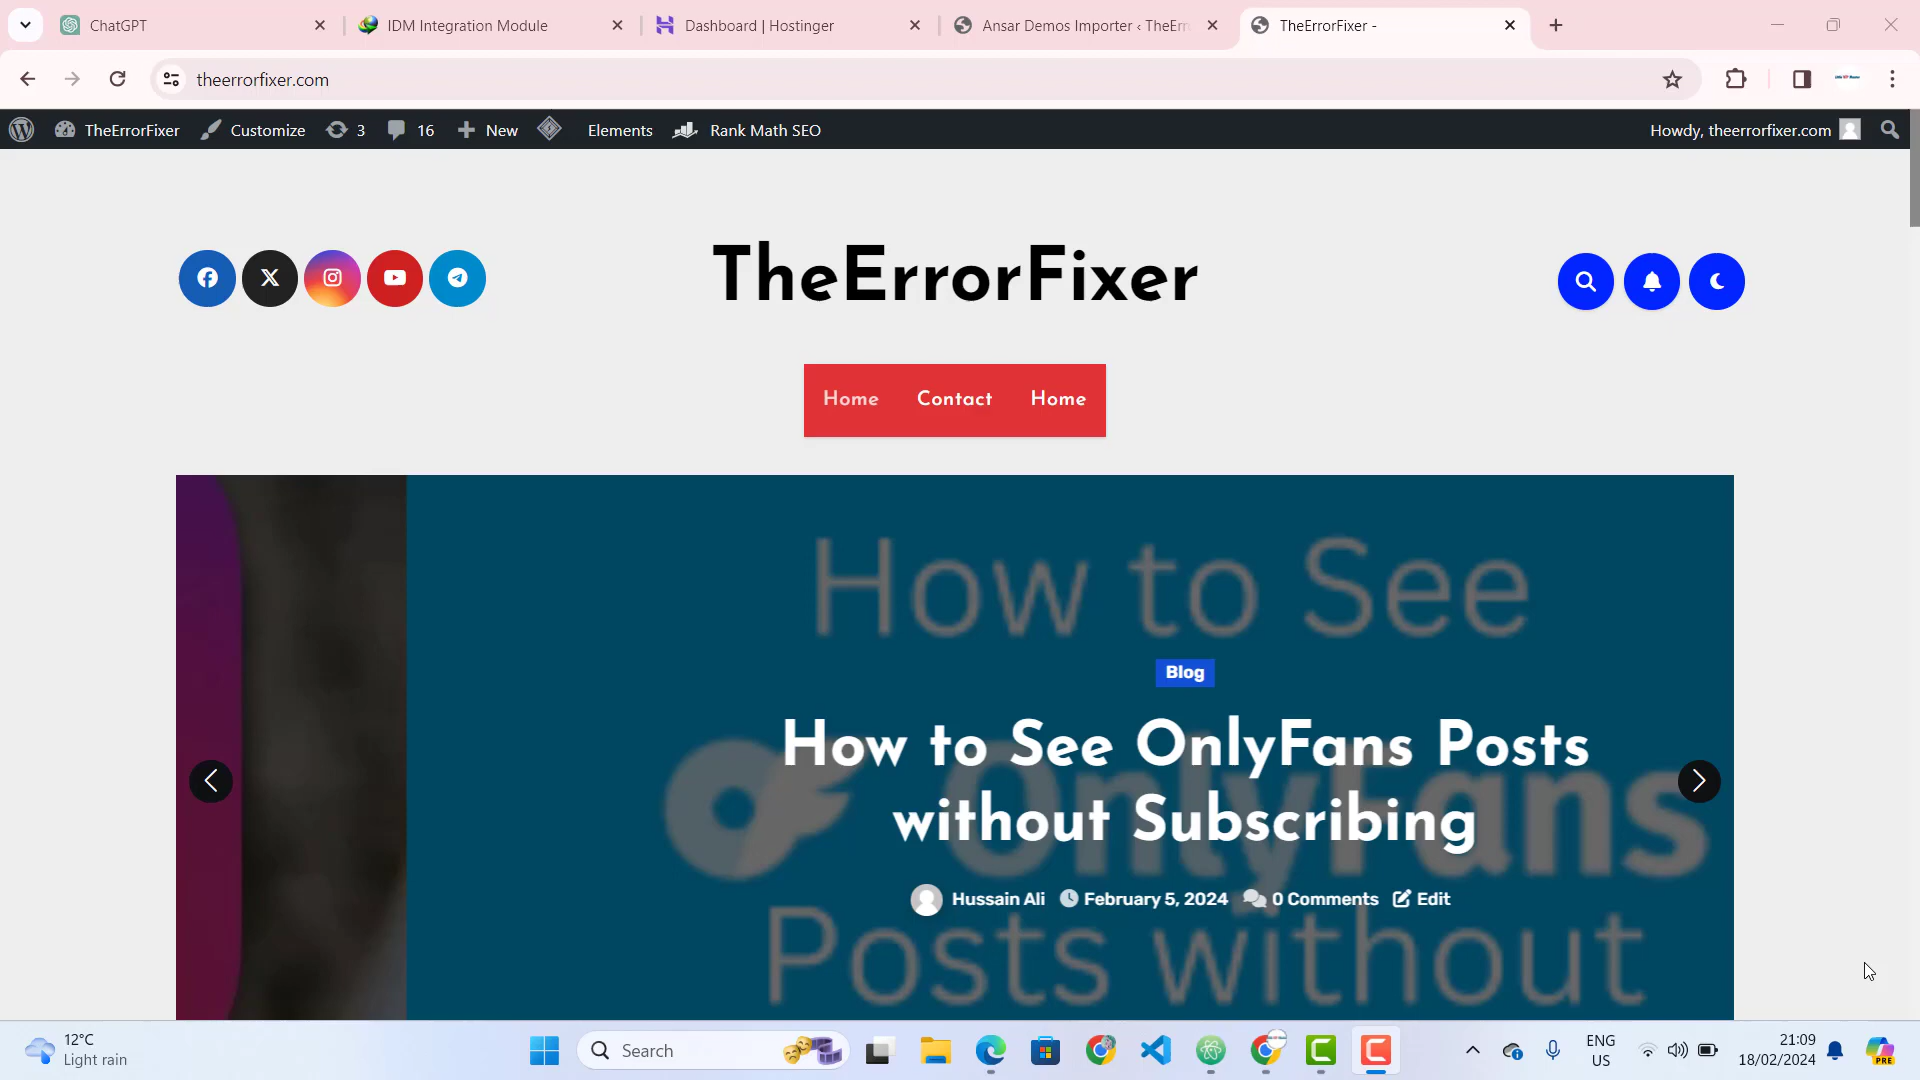 ChatGPT
IDM Integration Module
Dashboard | Hostinger
Ansar Demos Importer ‹ TheErr
TheErrorFixer -
theerrorfixer.com
TheErrorFixer
Customize
3
16
New
Elements
Rank Math SEO
Howdy, theerrorfixer.com
TheErrorFixer
Home
Contact
Home
How to See
Blog
How to See OnlyFans Posts
without Subscribing
OnlyFans
Hussain Ali
February 5, 2024
0 Comments
Edit
Posts without
12°C
Light rain
Search
ENG
US
21:09
18/02/2024
PRE